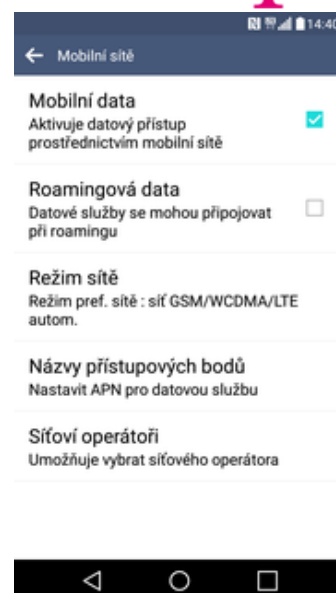 14:40
Mobilní sítě
Mobilní data
Aktivuje datový přístup
prostřednictvím mobilní sítě
Roamingová data
Datové služby se mohou připojovat
při roamingu
Režim sítě
Režim pref. sítě : síť GSM/WCDMA/LTE
autom.
Názvy přístupových bodů
Nastavit APN pro datovou službu
Síťoví operátoři
Umožňuje vybrat síťového operátora